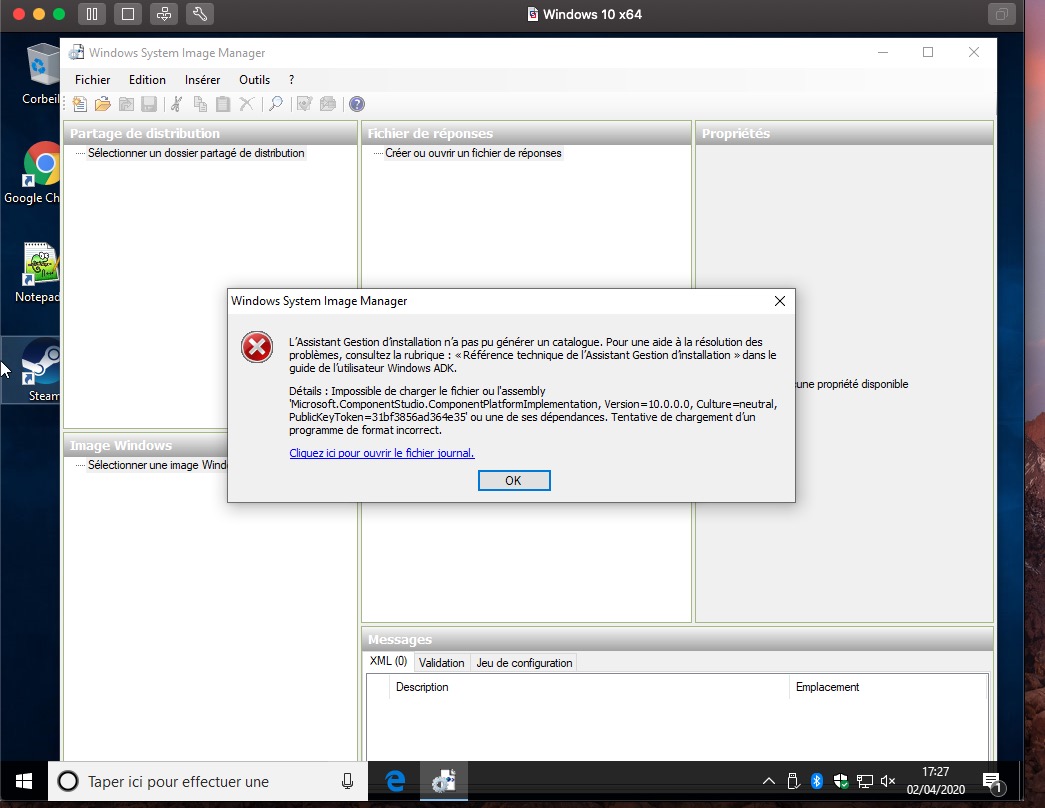 Windows 10 x64
Windows System Image Manager
Fichier Edition Insérer Outils ?
Corbeil
Google Ch
Notepad
Steam
Partage de distribution
Sélectionner un dossier partagé de distribution
Fichier de réponses
Créer ou ouvrir un fichier de réponses
Propriétés
cune propriété disponible
Image Windows
Sélectionner une image Wind
Windows System Image Manager
L'Assistant Gestion d'installation n'a pas pu générer un catalogue. Pour une aide à la résolution des
problèmes, consultez la rubrique : « Référence technique de l'Assistant Gestion d'installation » dans le
guide de l'utilisateur Windows ADK.
Détails : Impossible de charger le fichier ou l'assembly
'Microsoft.ComponentStudio.ComponentPlatformImplementation, Version=10.0.0.0, Culture=neutral,
PublicKeyToken=31bf3856ad364e35' ou une de ses dépendances. Tentative de chargement d'un
programme de format incorrect.
Cliquez ici pour ouvrir le fichier journal.
OK
Messages
XML (0) Validation Jeu de configuration
Description Emplacement
Taper ici pour effectuer une
17:27
02/04/2020
1